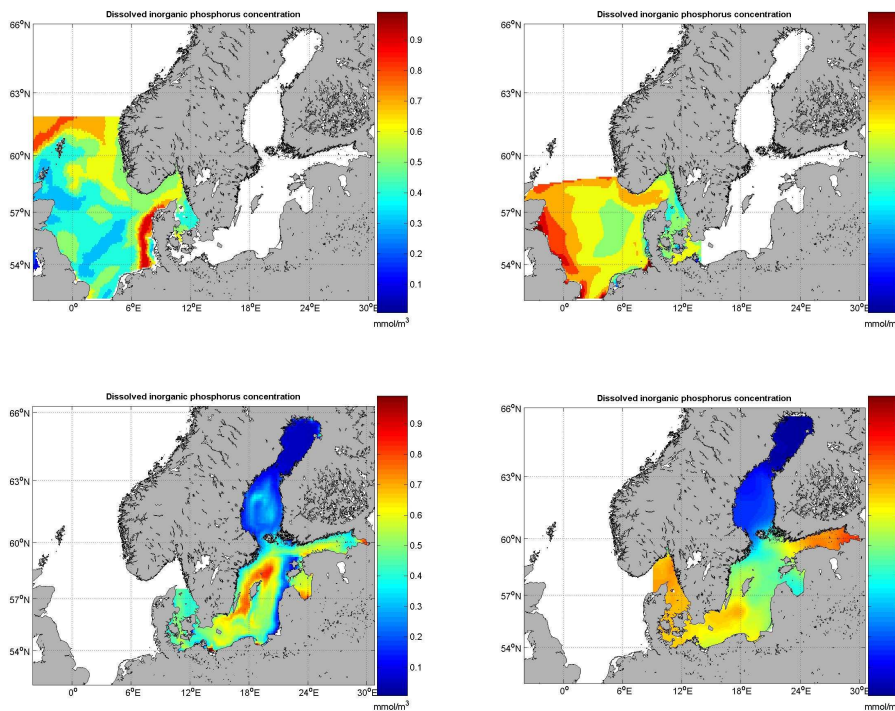 Dissolved inorganic phosphorus concentration
66°N
63°N
60°N
57°N
54°N
0°
6°E
12°E
18°E
24°E
30°E
0.9
0.8
0.7
0.6
0.5
0.4
0.3
0.2
0.1
mmol/m³
Dissolved inorganic phosphorus concentration
66°N
63°N
60°N
57°N
54°N
0°
6°E
12°E
18°E
24°E
30°E
mmol/m
Dissolved inorganic phosphorus concentration
66°N
63°N
60°N
57°N
54°N
0°
6°E
12°E
18°E
24°E
30°E
0.9
0.8
0.7
0.6
0.5
0.4
0.3
0.2
0.1
mmol/m³
Dissolved inorganic phosphorus concentration
66°N
63°N
60°N
57°N
54°N
0°
6°E
12°E
18°E
24°E
30°E
mmol/m